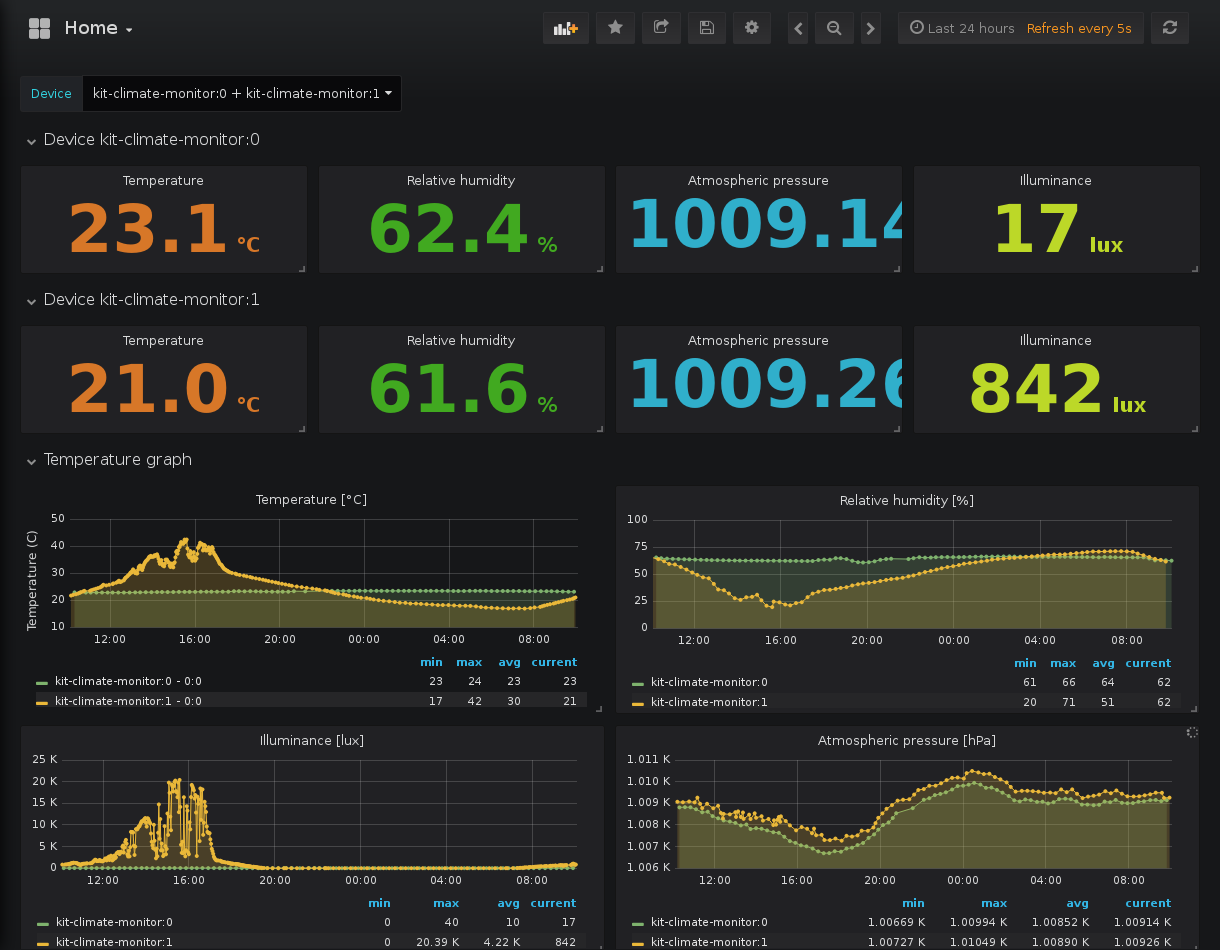 Home
Last 24 hours Refresh every 5s
Device kit-climate-monitor:0 + kit-climate-monitor:1
Device kit-climate-monitor:0
Temperature Relative humidity Atmospheric pressure Illuminance
23.1 °C 62.4 % 1009.14 17 lux
Device kit-climate-monitor:1
Temperature Relative humidity Atmospheric pressure Illuminance
21.0 °C 61.6 % 1009.26 842 lux
Temperature graph
Temperature [°C]
Temperature (C)
50
40
30
20
10
12:00 16:00 20:00 00:00 04:00 08:00
min max avg current
kit-climate-monitor:0 - 0:0 23 24 23 23
kit-climate-monitor:1 - 0:0 17 42 30 21
Relative humidity [%]
100
75
50
25
0
12:00 16:00 20:00 00:00 04:00 08:00
min max avg current
kit-climate-monitor:0 61 66 64 62
kit-climate-monitor:1 20 71 51 62
Illuminance [lux]
25 K
20 K
15 K
10 K
5 K
0
12:00 16:00 20:00 00:00 04:00 08:00
min max avg current
kit-climate-monitor:0 0 40 10 17
kit-climate-monitor:1 0 20.39 K 4.22 K 842
Atmospheric pressure [hPa]
1.011 K
1.010 K
1.009 K
1.008 K
1.007 K
1.006 K
12:00 16:00 20:00 00:00 04:00 08:00
min max avg current
kit-climate-monitor:0 1.00669 K 1.00994 K 1.00852 K 1.00914 K
kit-climate-monitor:1 1.00727 K 1.01049 K 1.00890 K 1.00926 K